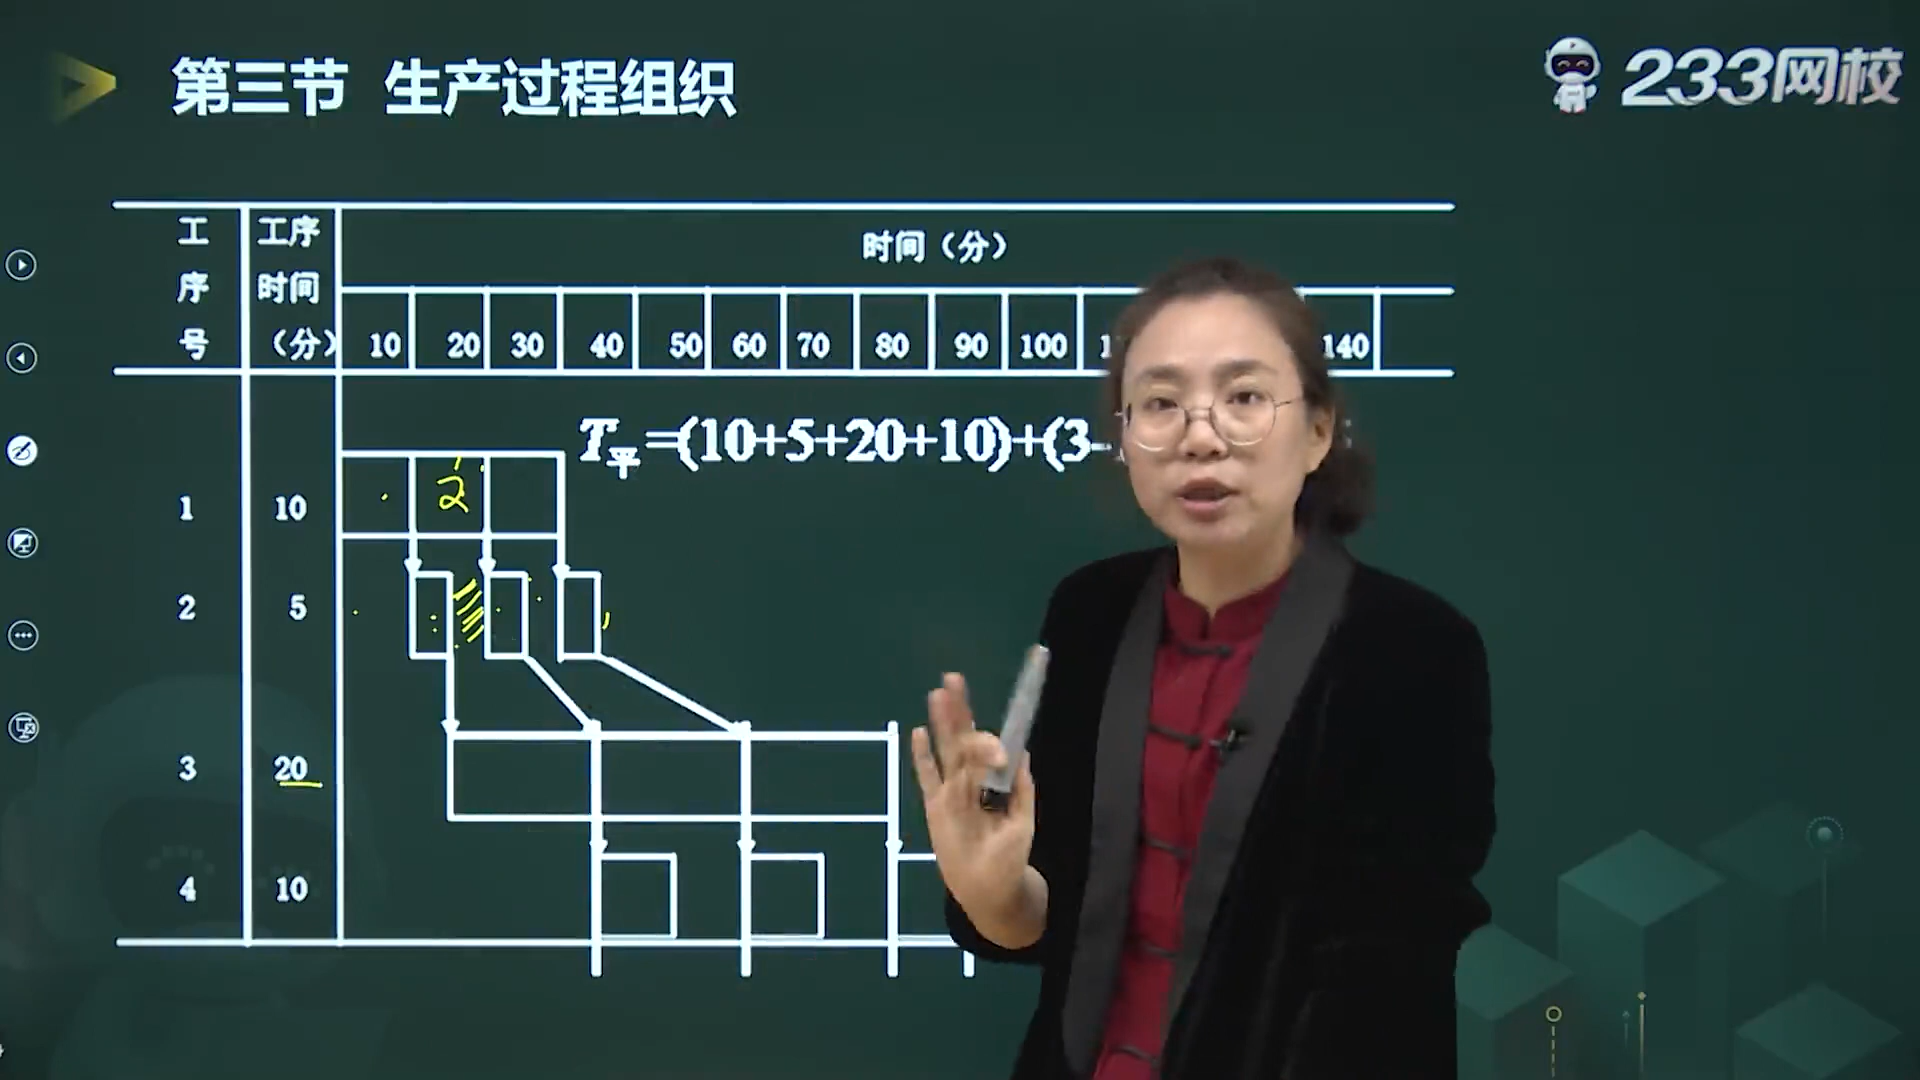 第三节 生产过程组织
233网校
工序号 工序时间(分) 时间(分)
10 20 30 40 50 60 70 80 90 100 140
T平=(10+5+20+10)+(3-
1 10 2
2 5
3 20
4 10